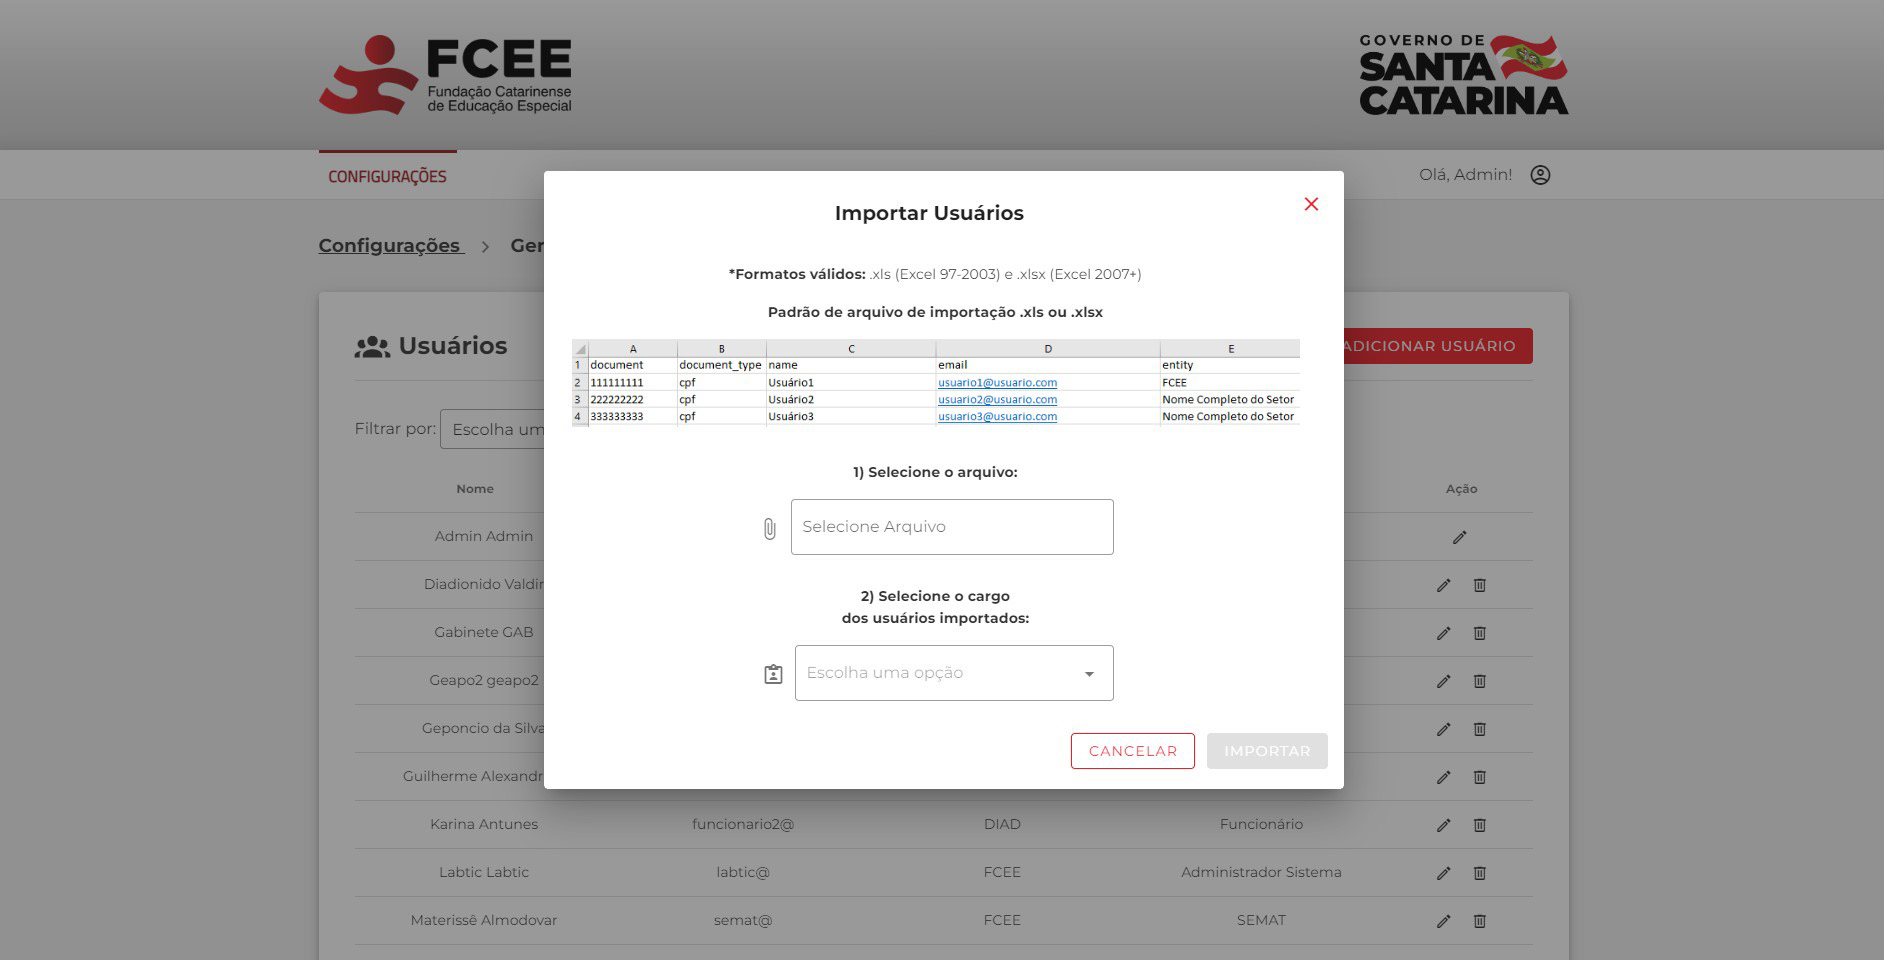 FCEE
Fundação Catarinense
de Educação Especial
GOVERNO DE
SANTA
CATARINA
CONFIGURAÇÕES
Olá, Admin!
Configurações > Ger
Importar Usuários
*Formatos válidos: .xls (Excel 97-2003) e .xlsx (Excel 2007+)
Padrão de arquivo de importação .xls ou .xlsx
A B C D E
1 document document_type name email entity
2 111111111 cpf Usuário1 usuario1@usuario.com FCEE
3 222222222 cpf Usuário2 usuario2@usuario.com Nome Completo do Setor
4 333333333 cpf Usuário3 usuario3@usuario.com Nome Completo do Setor
1) Selecione o arquivo:
Selecione Arquivo
2) Selecione o cargo
dos usuários importados:
Escolha uma opção
CANCELAR IMPORTAR
Usuários
ADICIONAR USUÁRIO
Filtrar por: Escolha um
Nome Ação
Admin Admin
Diadionido Valdir
Gabinete GAB
Geapo2 geapo2
Geponcio da Silva
Guilherme Alexandr
Karina Antunes funcionario2@ DIAD Funcionário
Labtic Labtic labtic@ FCEE Administrador Sistema
Materissê Almodovar semat@ FCEE SEMAT